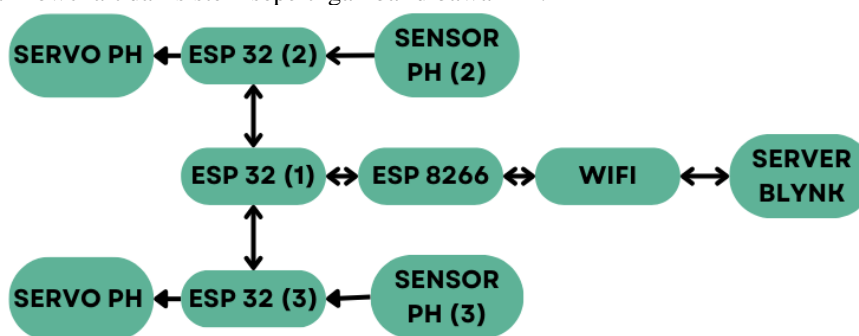 SERVO PH
ESP 32 (2)
SENSOR
PH (2)
ESP 32 (1)
ESP 8266
WIFI
SERVER
BLYNK
SERVO PH
ESP 32 (3)
SENSOR
PH (3)